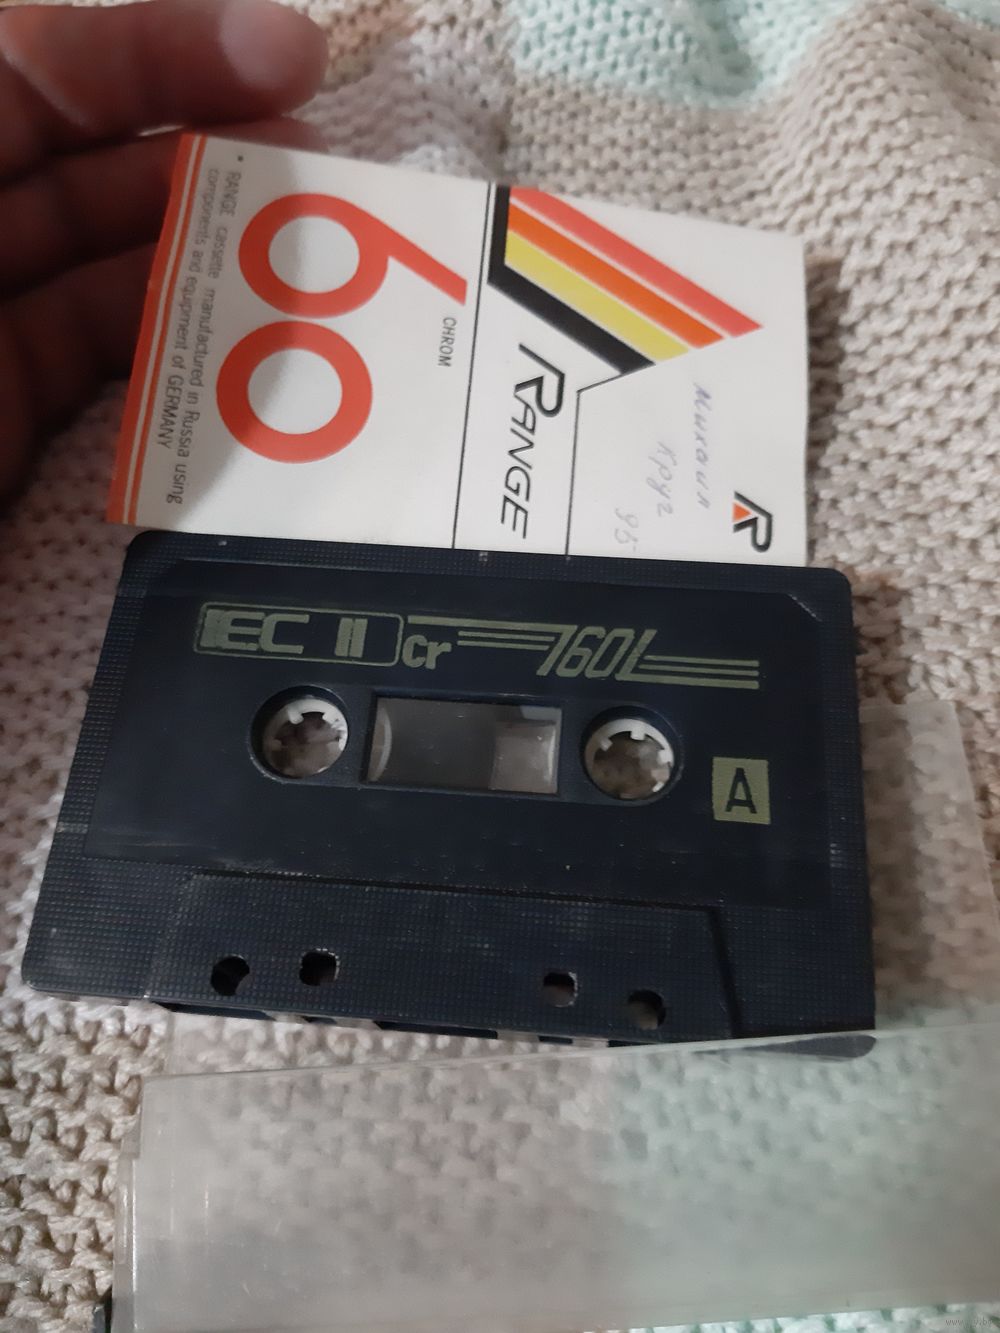 • RANGE cassette manufactured in Russia using
components and equipment of GERMANY
60
CHROM
RANGE
R
михаил
Круг
95
IEC II Cr 160L
A